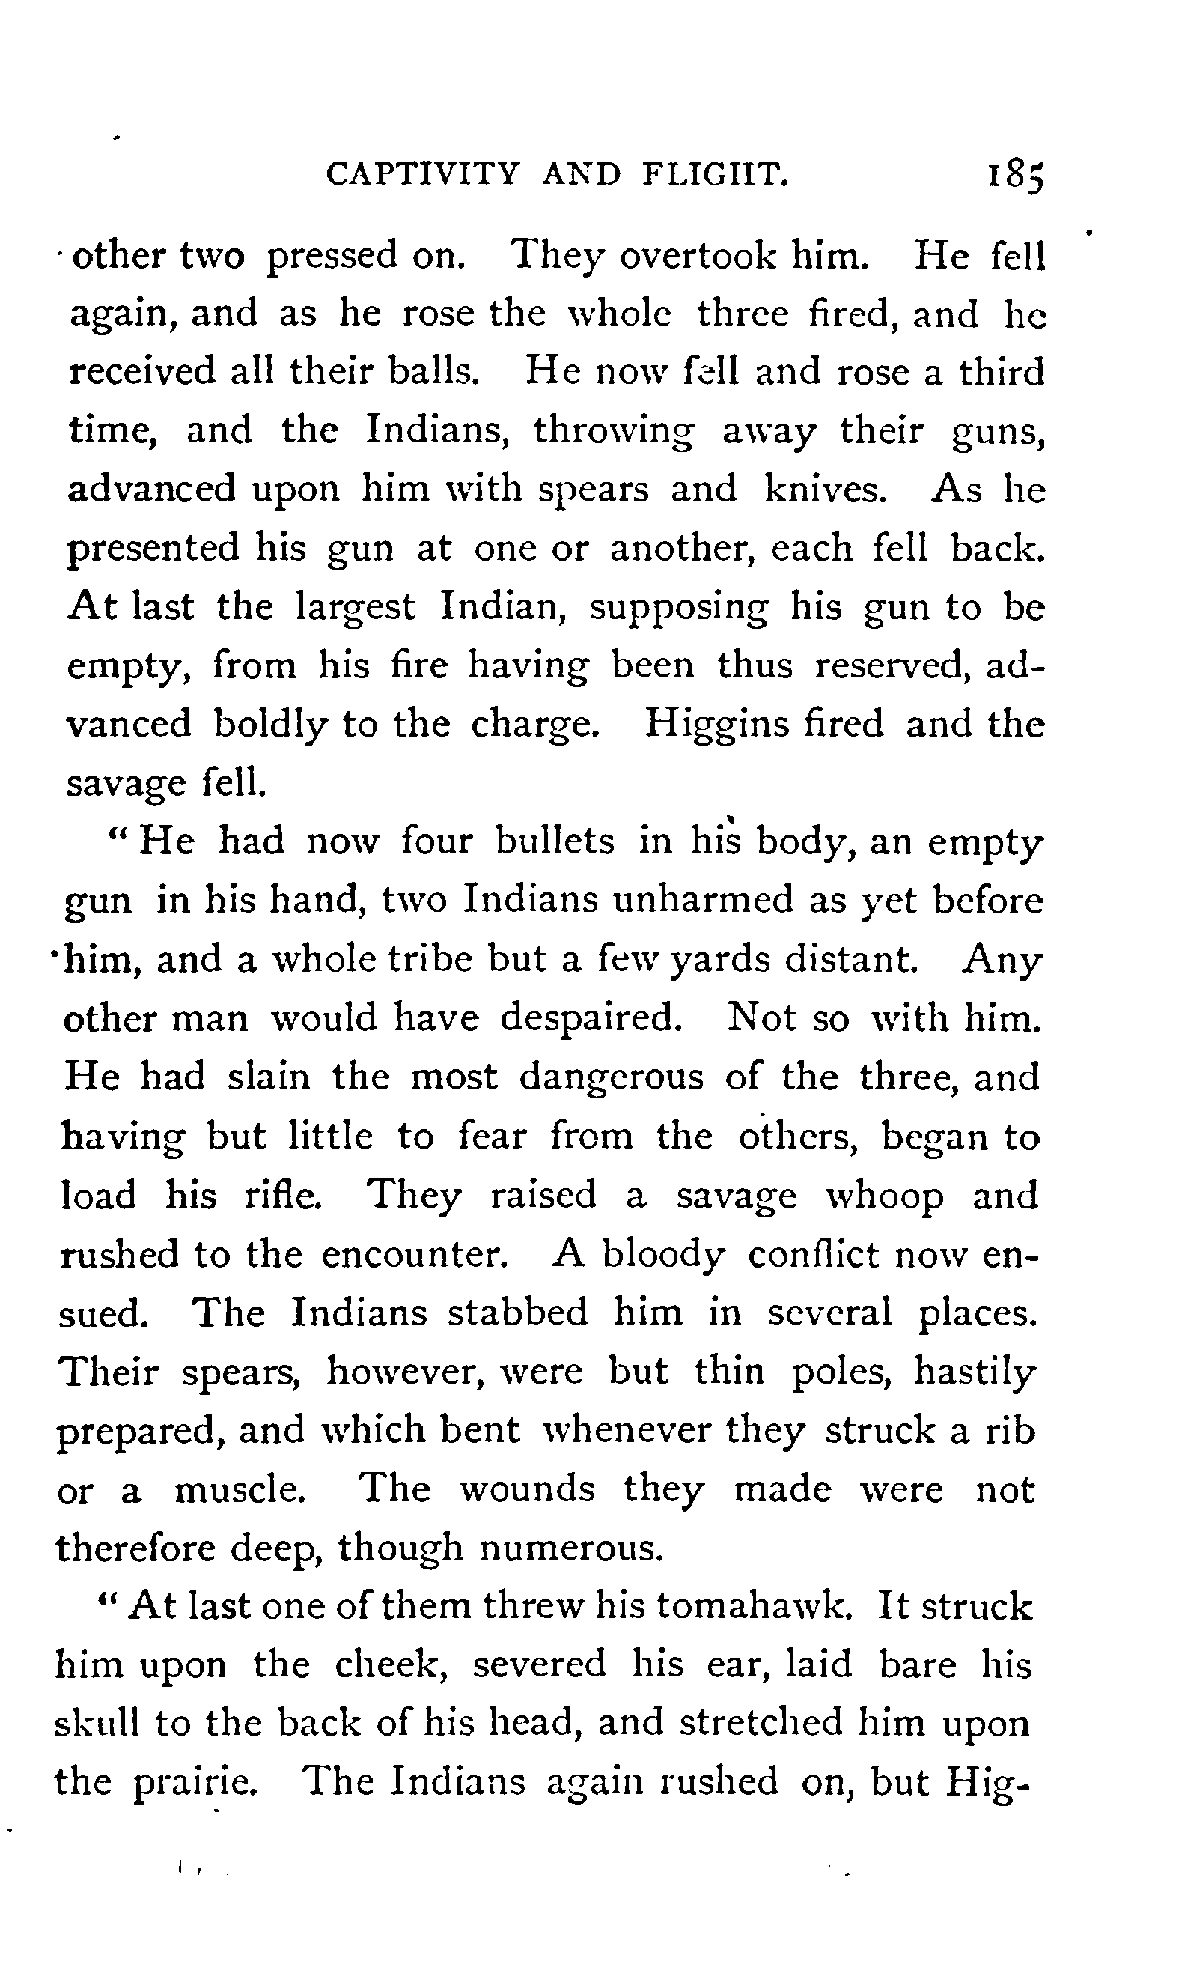 CAPTIVITY AND FLIGHT. 185
other two pressed on. They overtook him. He fell
again, and as he rose the whole three fired, and he
received all their balls. He now fell and rose a third
time, and the Indians, throwing away their guns,
advanced upon him with spears and knives. As he
presented his gun at one or another, each fell back.
At last the largest Indian, supposing his gun to be
empty, from his fire having been thus reserved, ad-
vanced boldly to the charge. Higgins fired and the
savage fell.
“ He had now four bullets in his body, an empty
gun in his hand, two Indians unharmed as yet before
him, and a whole tribe but a few yards distant. Any
other man would have despaired. Not so with him.
He had slain the most dangerous of the three, and
having but little to fear from the others, began to
load his rifle. They raised a savage whoop and
rushed to the encounter. A bloody conflict now en-
sued. The Indians stabbed him in several places.
Their spears, however, were but thin poles, hastily
prepared, and which bent whenever they struck a rib
or a muscle. The wounds they made were not
therefore deep, though numerous.
“ At last one of them threw his tomahawk. It struck
him upon the cheek, severed his ear, laid bare his
skull to the back of his head, and stretched him upon
the prairie. The Indians again rushed on, but Hig-